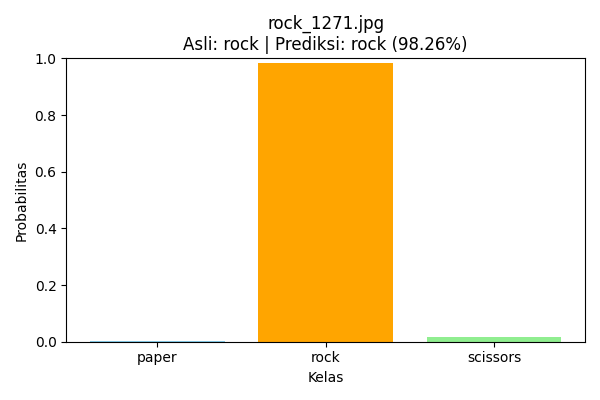 rock_1271.jpg
Asli: rock | Prediksi: rock (98.26%)
1.0
0.8
0.6
0.4
0.2
0.0
Probabilitas
paper
rock
scissors
Kelas